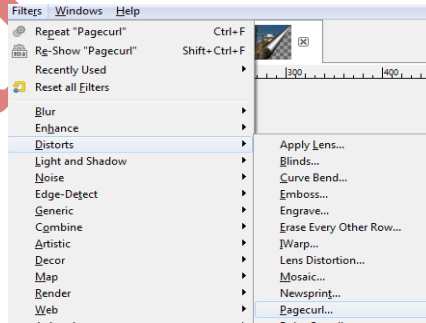 Filters Windows Help
Repeat "Pagecurl" Ctrl+F
Re-Show "Pagecurl" Shift+Ctrl+F
Recently Used
Reset all Filters
300 400
Blur
Enhance
Distorts
Light and Shadow
Noise
Edge-Detect
Generic
Combine
Artistic
Decor
Map
Render
Web
Apply Lens...
Blinds...
Curve Bend...
Emboss...
Engrave...
Erase Every Other Row...
IWarp...
Lens Distortion...
Mosaic...
Newsprint...
Pagecurl...